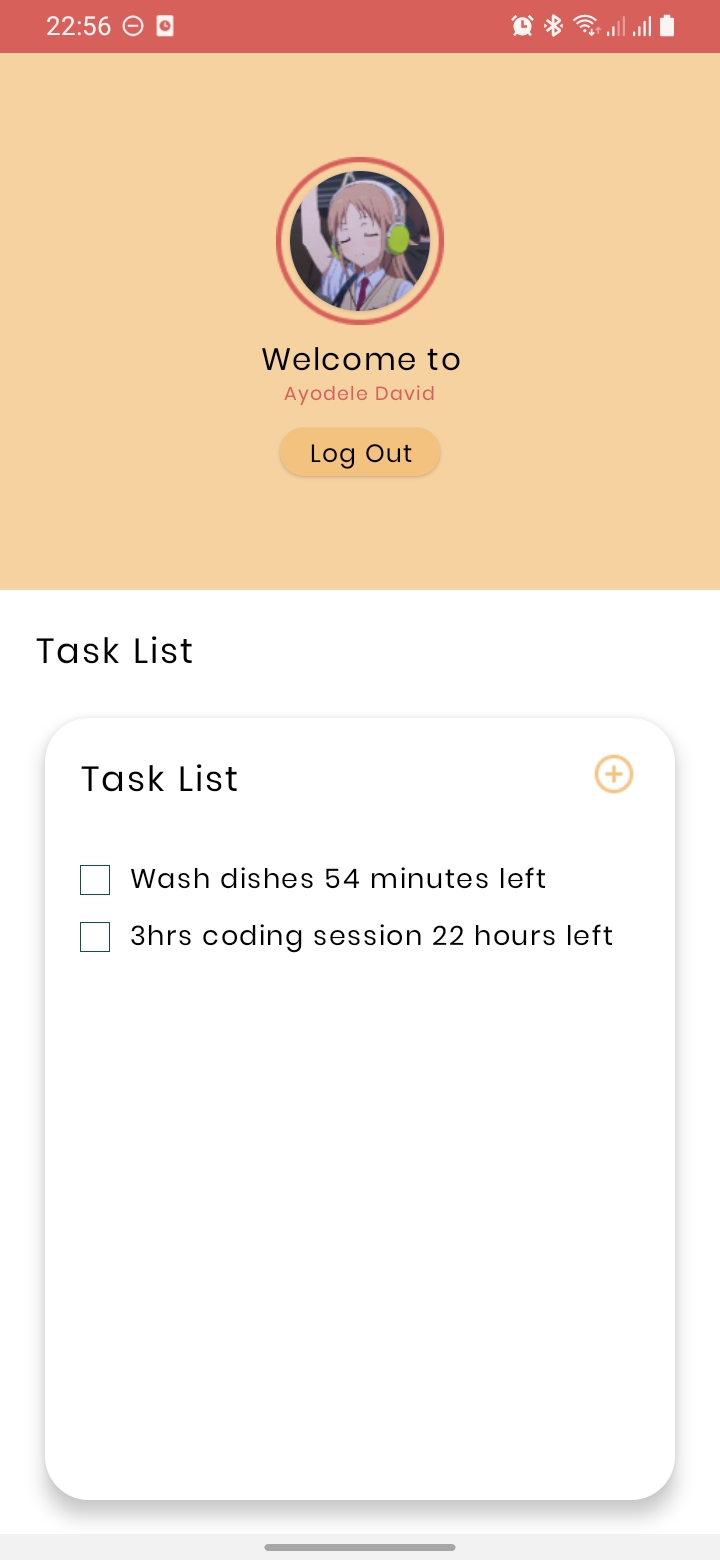 22:56
Welcome to
Ayodele David
Log Out
Task List
Task List
Wash dishes 54 minutes left
3hrs coding session 22 hours left